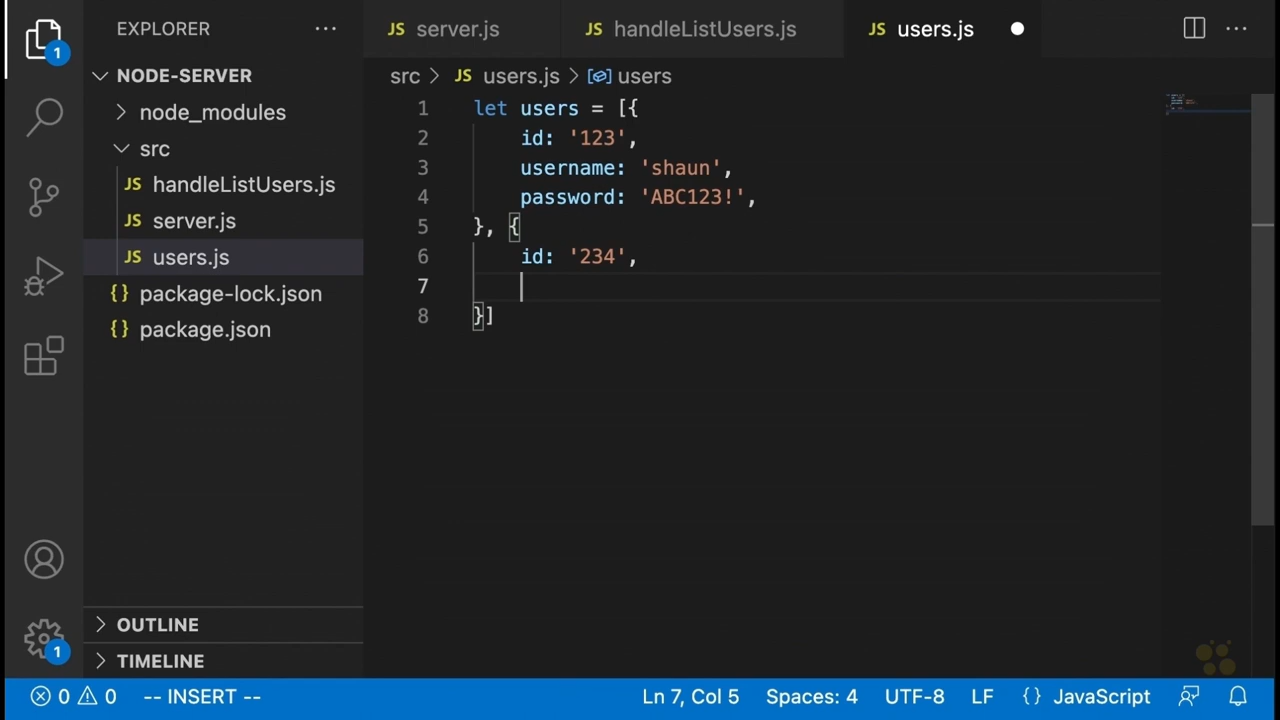 EXPLORER ···
1
NODE-SERVER
node_modules
src
JS handleListUsers.js
JS server.js
JS users.js
{} package-lock.json
{} package.json
OUTLINE
TIMELINE
1
JS server.js JS handleListUsers.js JS users.js ● ···
src > JS users.js > users
1 let users = [{
2 id: '123',
3 username: 'shaun',
4 password: 'ABC123!',
5 }, {
6 id: '234',
7
8 }]
0 0 -- INSERT -- Ln 7, Col 5 Spaces: 4 UTF-8 LF {} JavaScript